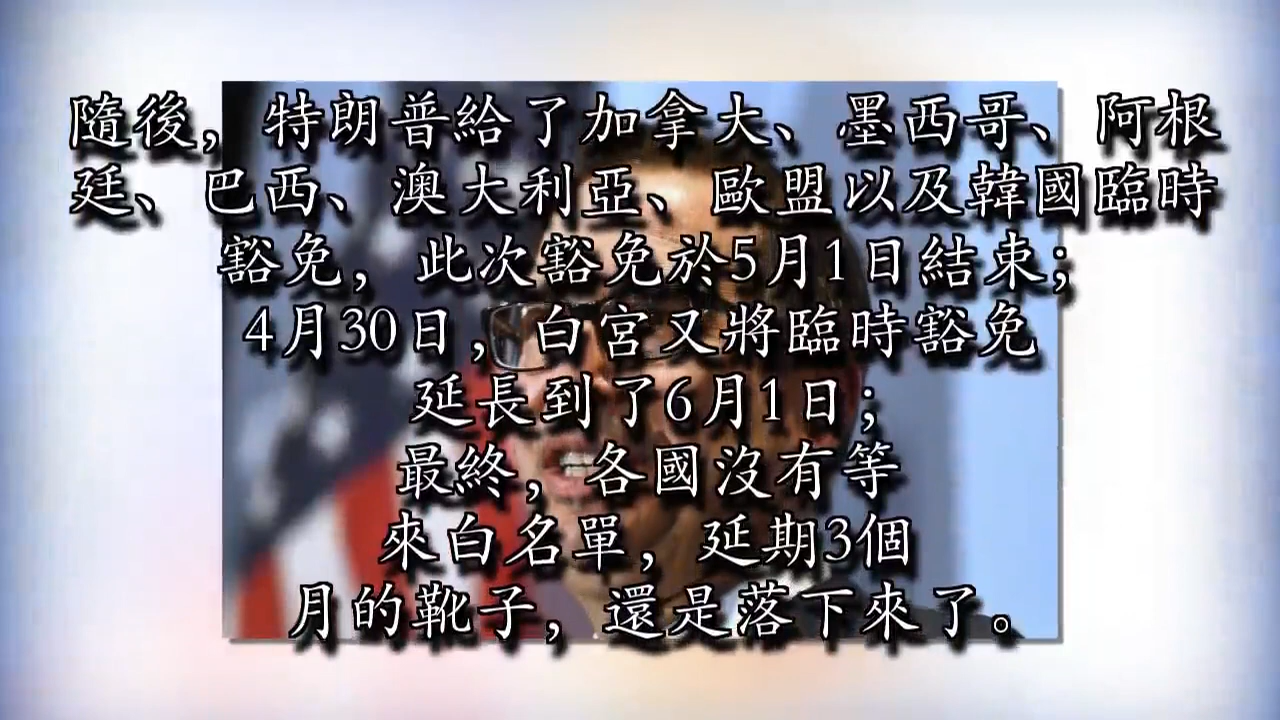 隨後，特朗普給了加拿大、墨西哥、阿根
廷、巴西、澳大利亞、歐盟以及韓國臨時
豁免，此次豁免於5月1日結束；
4月30日，白宮又將臨時豁免
延長到了6月1日；
最終，各國沒有等
來白名單，延期3個
月的靴子，還是落下來了。